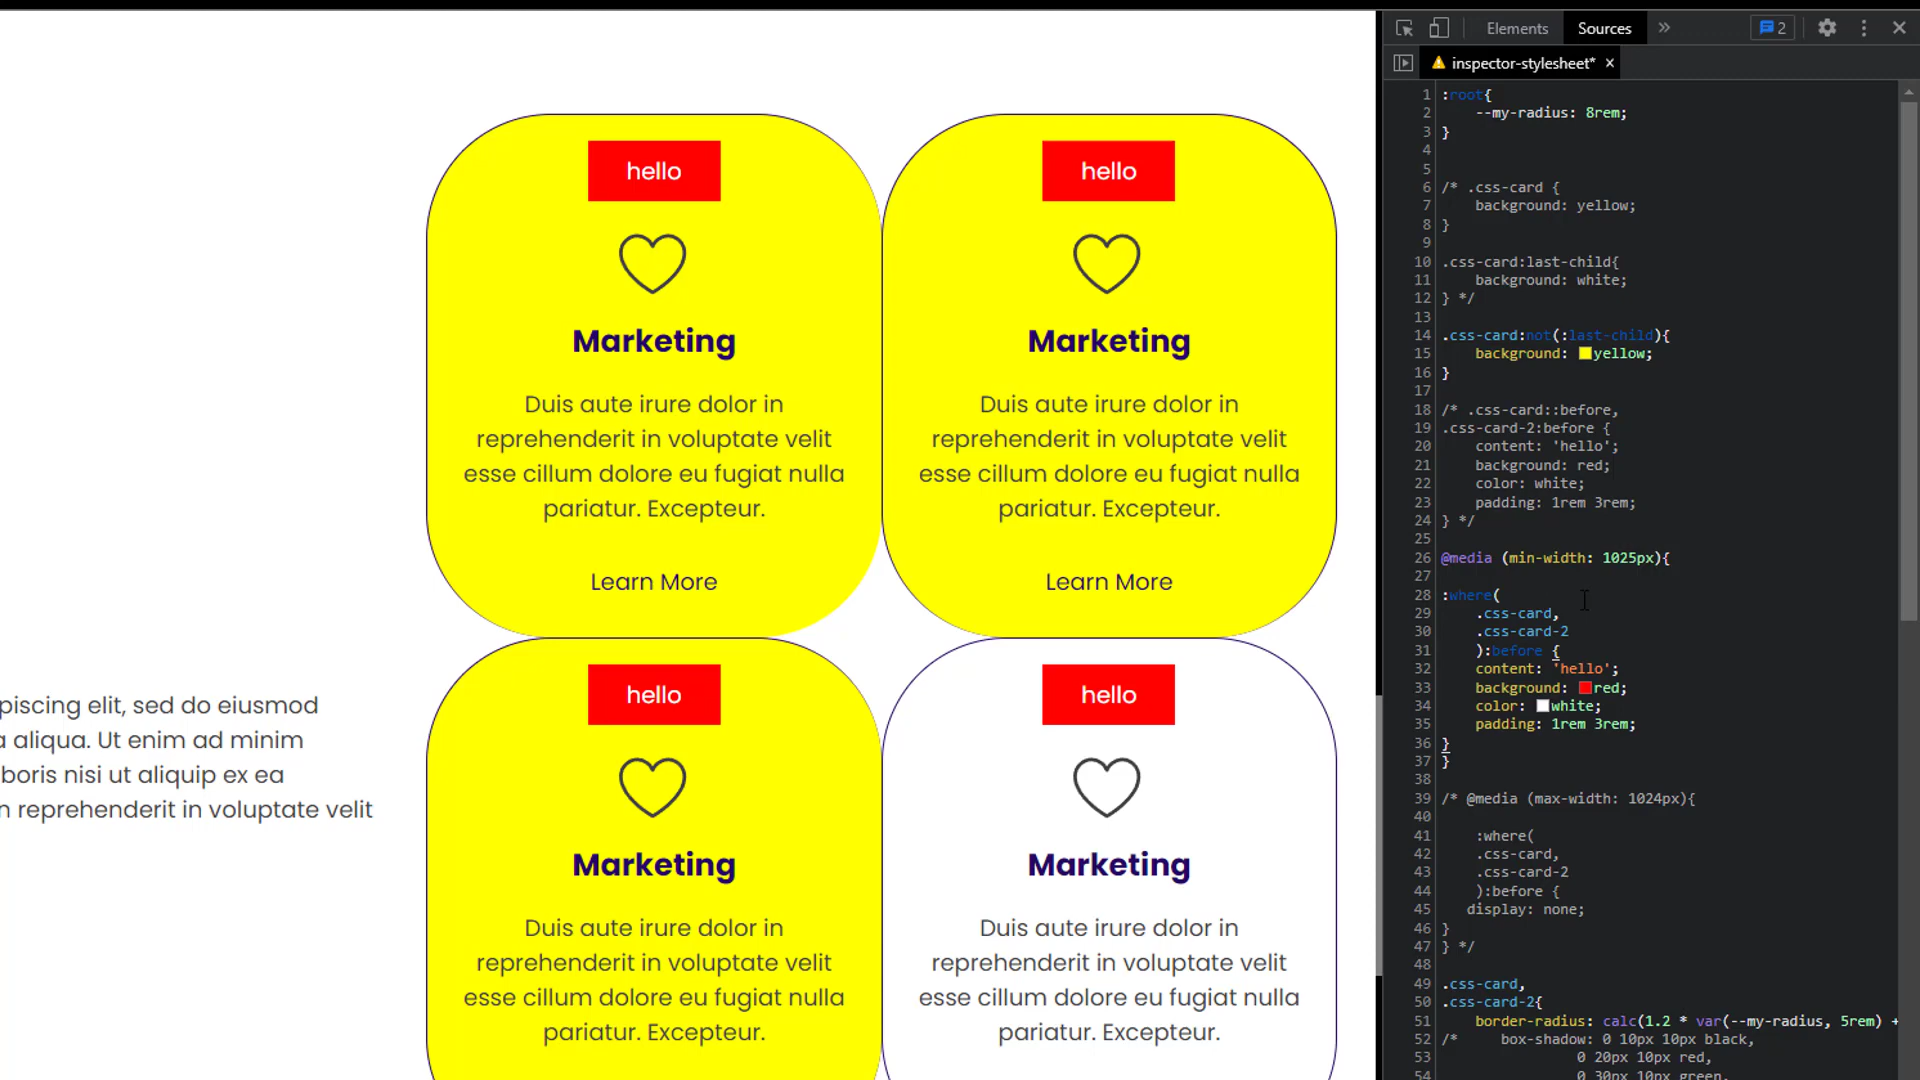 Elements
Sources
2
inspector-stylesheet*
hello
hello
Marketing
Marketing
Duis aute irure dolor in
reprehenderit in voluptate velit
esse cillum dolore eu fugiat nulla
pariatur. Excepteur.
Duis aute irure dolor in
reprehenderit in voluptate velit
esse cillum dolore eu fugiat nulla
pariatur. Excepteur.
Learn More
Learn More
hello
hello
Marketing
Marketing
Duis aute irure dolor in
reprehenderit in voluptate velit
esse cillum dolore eu fugiat nulla
pariatur. Excepteur.
Duis aute irure dolor in
reprehenderit in voluptate velit
esse cillum dolore eu fugiat nulla
pariatur. Excepteur.
piscing elit, sed do eiusmod
a aliqua. Ut enim ad minim
boris nisi ut aliquip ex ea
n reprehenderit in voluptate velit
1 :root{
2 --my-radius: 8rem;
3 }
4
5
6 /* .css-card {
7 background: yellow;
8 }
9
10 .css-card:last-child{
11 background: white;
12 } */
13
14 .css-card:not(:last-child){
15 background: yellow;
16 }
17
18 /* .css-card::before,
19 .css-card-2:before {
20 content: 'hello';
21 background: red;
22 color: white;
23 padding: 1rem 3rem;
24 } */
25
26 @media (min-width: 1025px){
27
28 :where(
29 .css-card,
30 .css-card-2
31 ):before {
32 content: 'hello';
33 background: red;
34 color: white;
35 padding: 1rem 3rem;
36 }
37 }
38
39 /* @media (max-width: 1024px){
40
41 :where(
42 .css-card,
43 .css-card-2
44 ):before {
45 display: none;
46 }
47 } */
48
49 .css-card,
50 .css-card-2{
51 border-radius: calc(1.2 * var(--my-radius, 5rem) +
52 /* box-shadow: 0 10px 10px black,
53 0 20px 10px red,
54 0 30px 10px green,